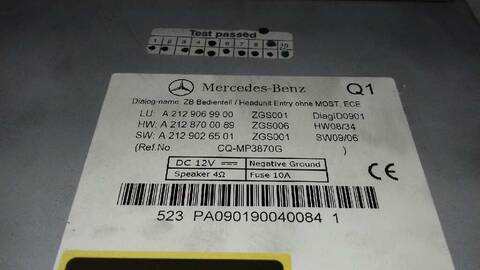 Test passed
1 2 3 4 5 6 7 8 9 10
Mercedes-Benz Q1
Dialog-name: ZB Bedienteil / Headunit Entry ohne MOST, ECE
LU: A 212 906 99 00 ZGS001 DiagiD0901
HW: A 212 870 00 89 ZGS006 HW08/34
SW: A 212 902 65 01 ZGS001 SW09/06
(Ref.No CQ-MP3870G )
DC 12V Negative Ground
Speaker 4Ω Fuse 10A
CE
523 PA090190040084 1